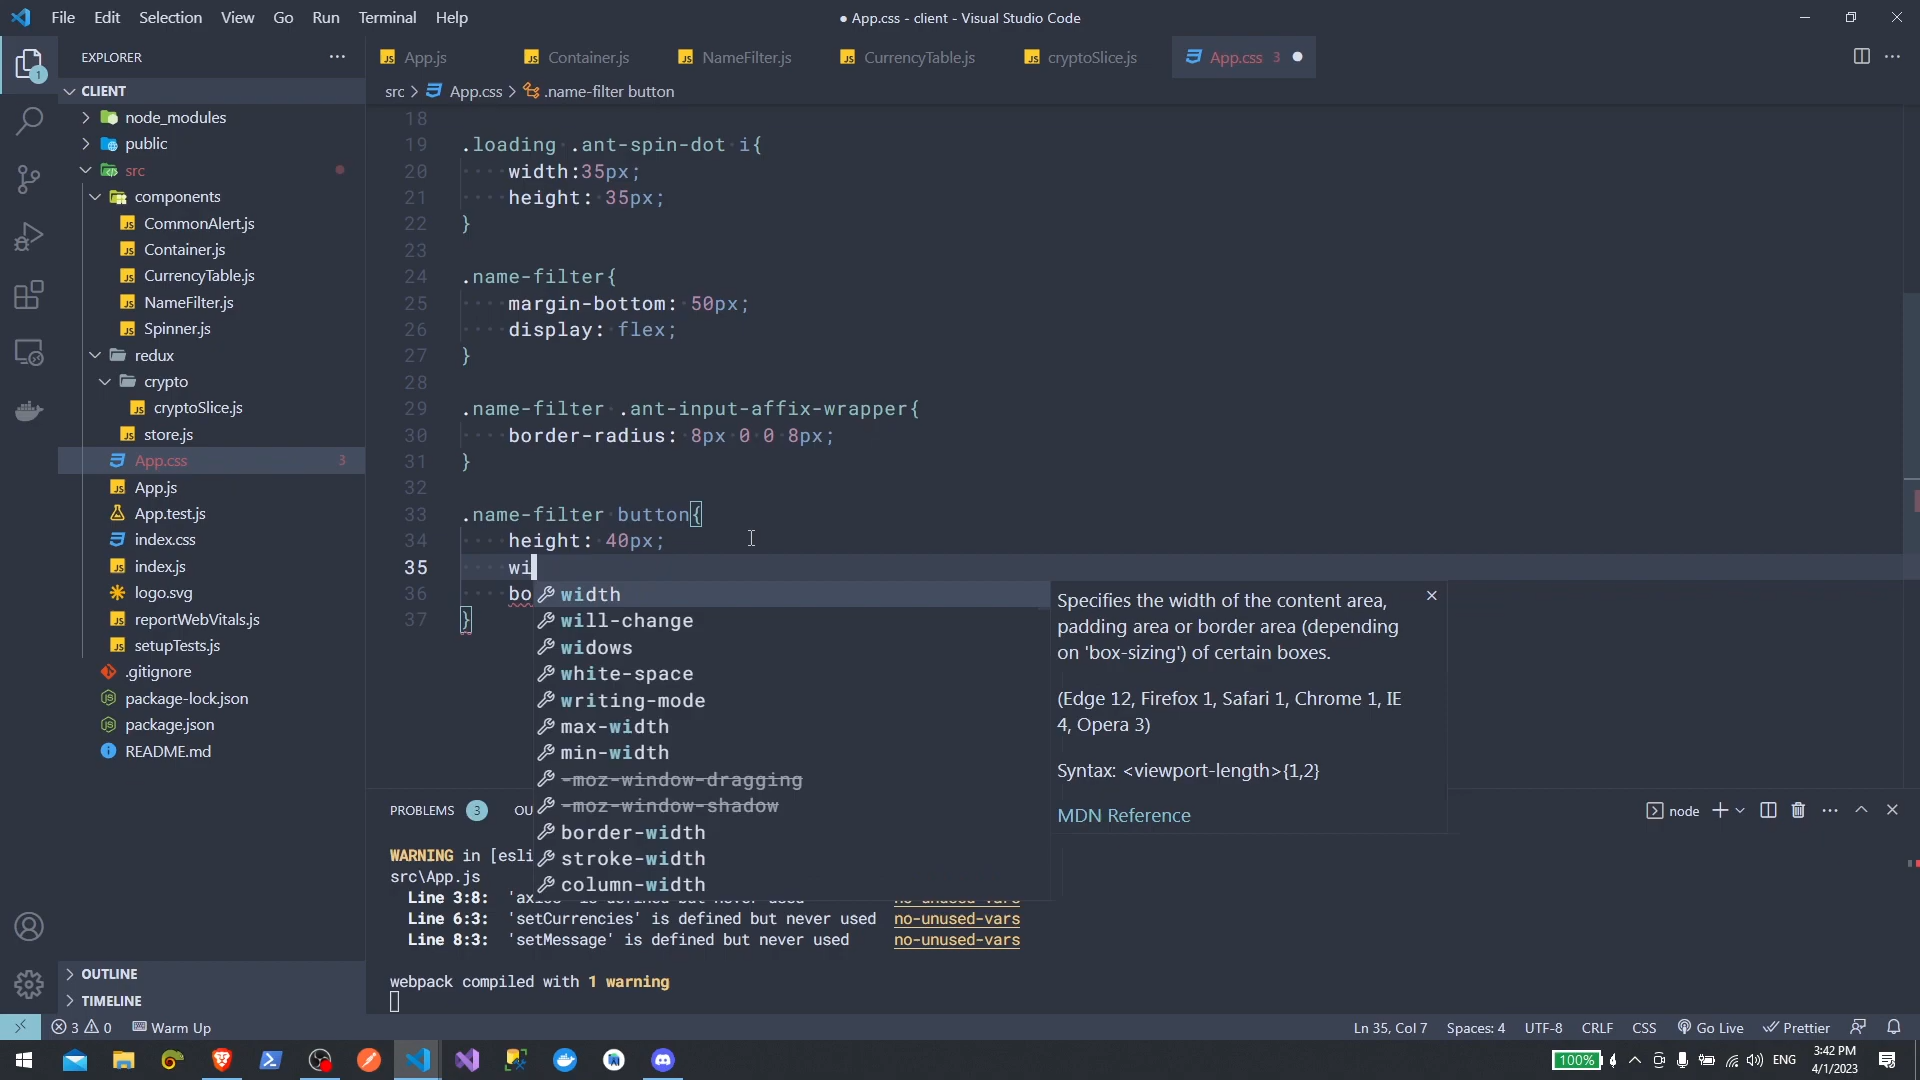 File Edit Selection View Go Run Terminal Help
● App.css - client - Visual Studio Code
EXPLORER
App.js
Container.js
NameFilter.js
CurrencyTable.js
cryptoSlice.js
App.css 3
src > App.css > .name-filter button
CLIENT
node_modules
public
src
components
CommonAlert.js
Container.js
CurrencyTable.js
NameFilter.js
Spinner.js
redux
crypto
cryptoSlice.js
store.js
App.css 3
App.js
App.test.js
index.css
index.js
logo.svg
reportWebVitals.js
setupTests.js
.gitignore
package-lock.json
package.json
README.md
OUTLINE
TIMELINE
1
18
19 .loading .ant-spin-dot i{
20 width:35px;
21 height: 35px;
22 }
23
24 .name-filter{
25 margin-bottom: 50px;
26 display: flex;
27 }
28
29 .name-filter .ant-input-affix-wrapper{
30 border-radius: 8px 0 0 8px;
31 }
32
33 .name-filter button{
34 height: 40px;
35 wi
36 bo
37 }
width
will-change
widows
white-space
writing-mode
max-width
min-width
-moz-window-dragging
-moz-window-shadow
border-width
stroke-width
column-width
Specifies the width of the content area,
padding area or border area (depending
on 'box-sizing') of certain boxes.
(Edge 12, Firefox 1, Safari 1, Chrome 1, IE
4, Opera 3)
Syntax: <viewport-length>{1,2}
MDN Reference
PROBLEMS 3 OU
node
WARNING in [esli
src\App.js
Line 3:8: no-unused-vars
Line 6:3: 'setCurrencies' is defined but never used no-unused-vars
Line 8:3: 'setMessage' is defined but never used no-unused-vars
webpack compiled with 1 warning
3 0 Warm Up
Ln 35, Col 7 Spaces: 4 UTF-8 CRLF CSS Go Live Prettier
100% ENG
3:42 PM
4/1/2023